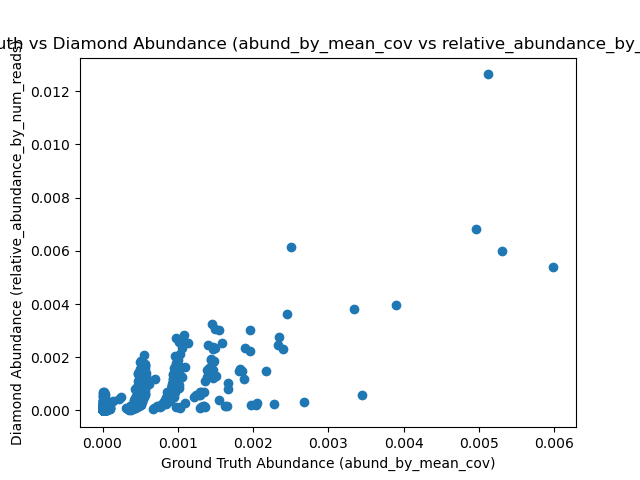 uth vs Diamond Abundance (abund_by_mean_cov vs relative_abundance_by_
Diamond Abundance (relative_abundance_by_num_reads)
0.012
0.010
0.008
0.006
0.004
0.002
0.000
0.000 0.001 0.002 0.003 0.004 0.005 0.006
Ground Truth Abundance (abund_by_mean_cov)